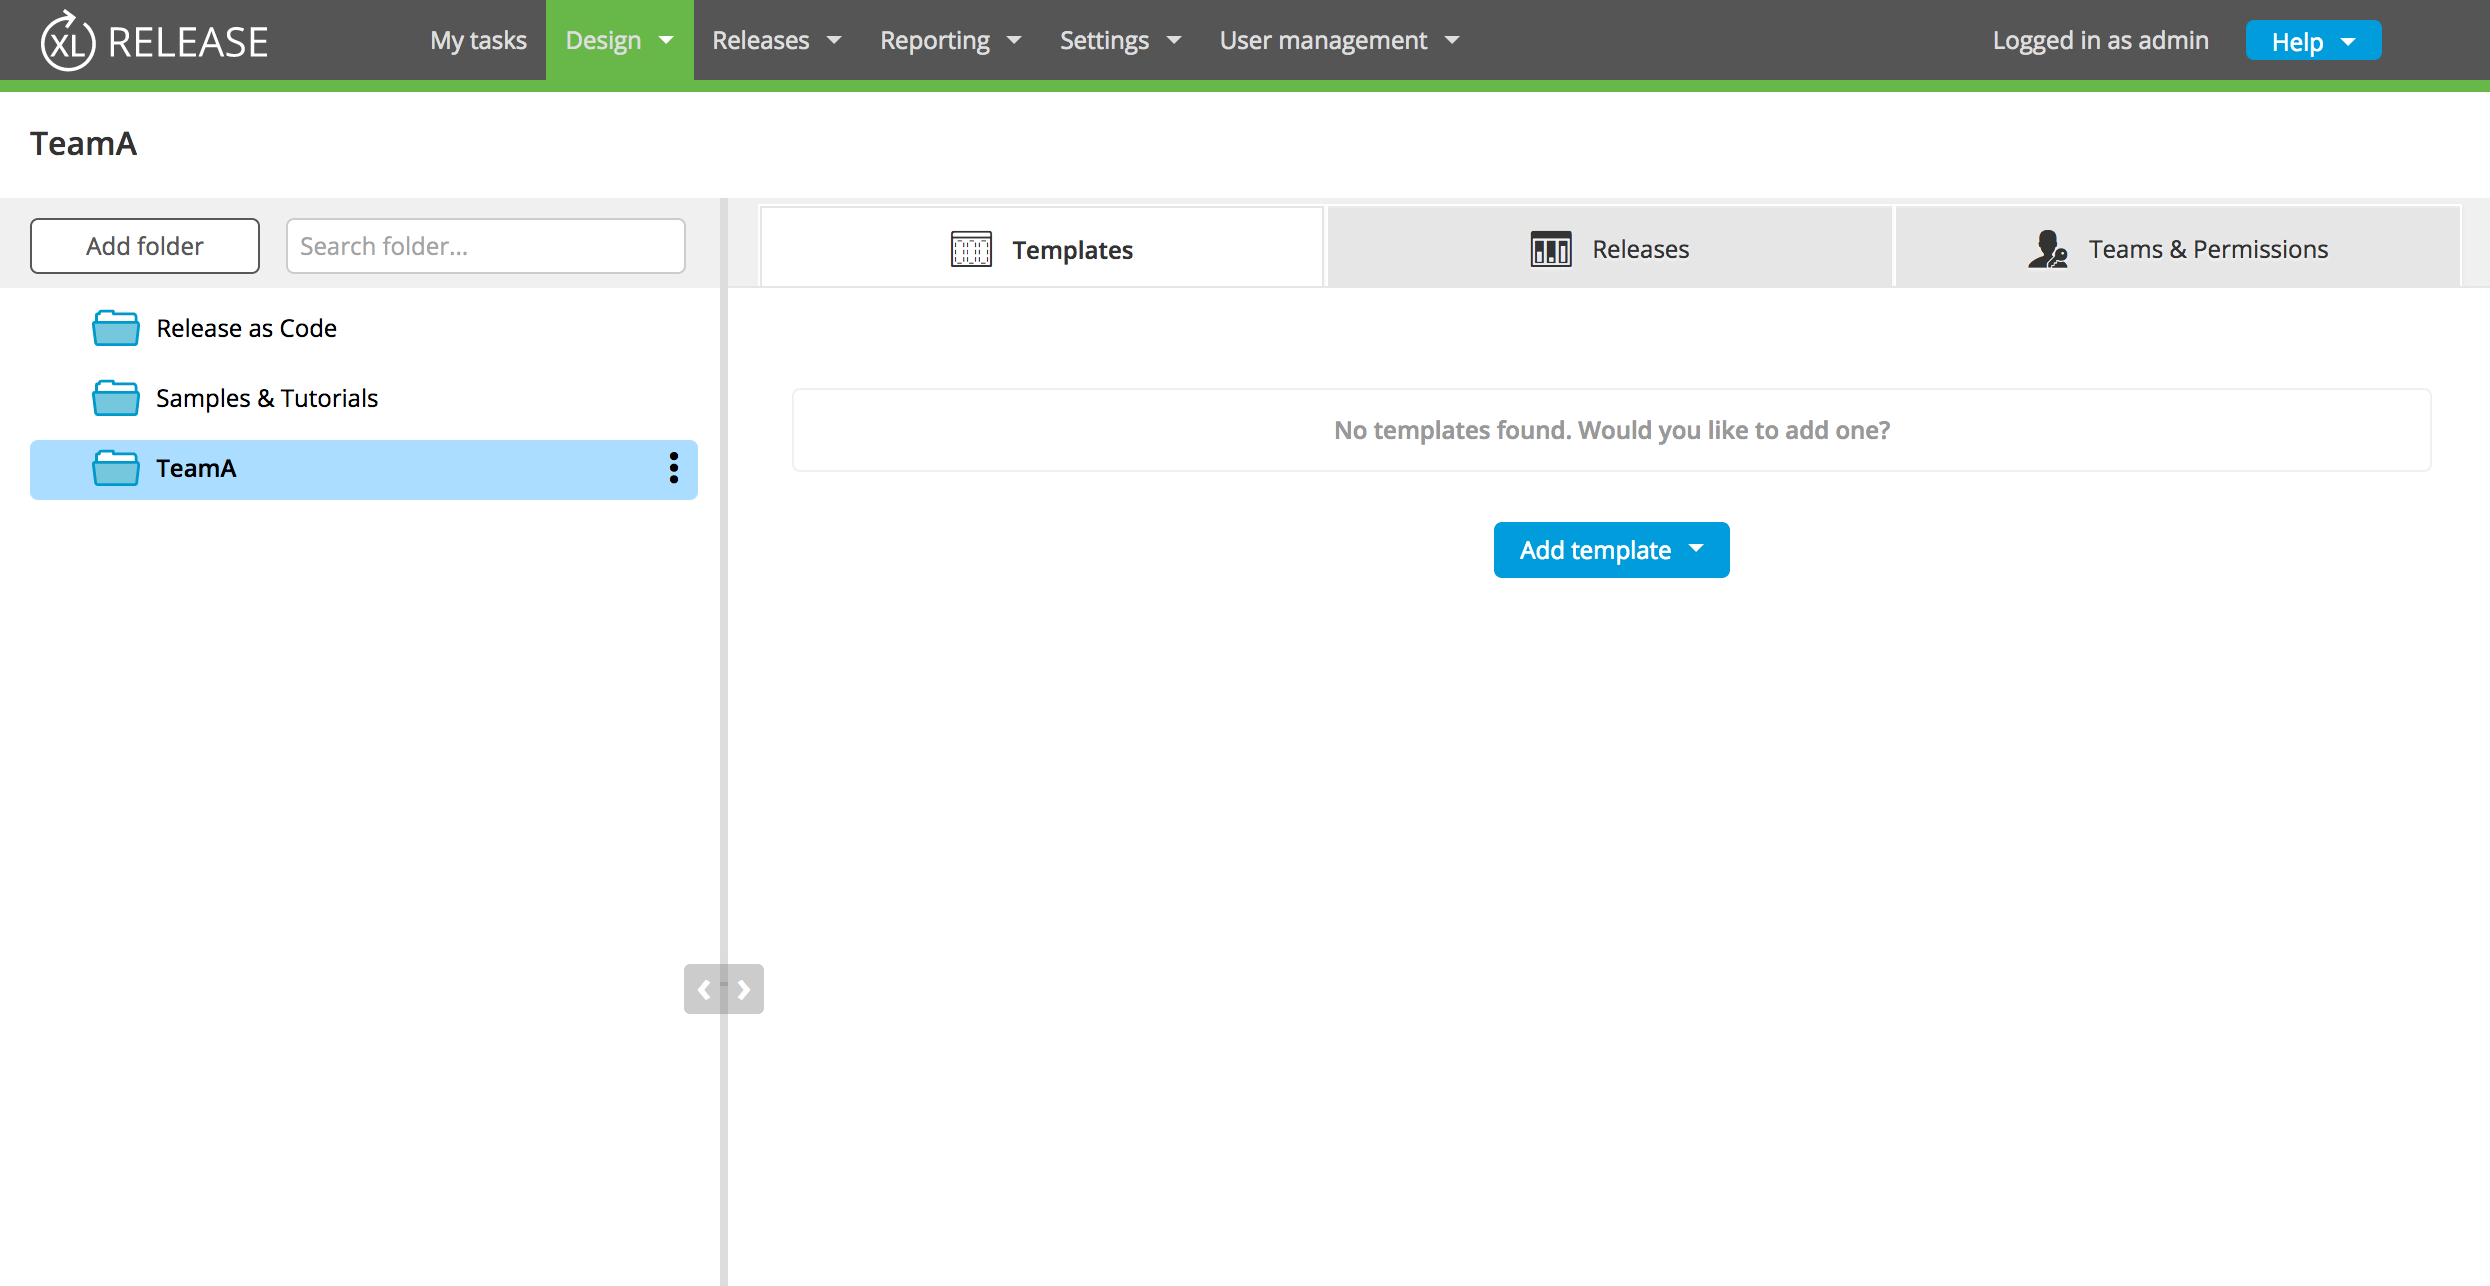 XL RELEASE My tasks Design Releases Reporting Settings User management Logged in as admin Help
TeamA
Add folder Search folder... Templates Releases Teams & Permissions
Release as Code
Samples & Tutorials
TeamA
No templates found. Would you like to add one?
Add template